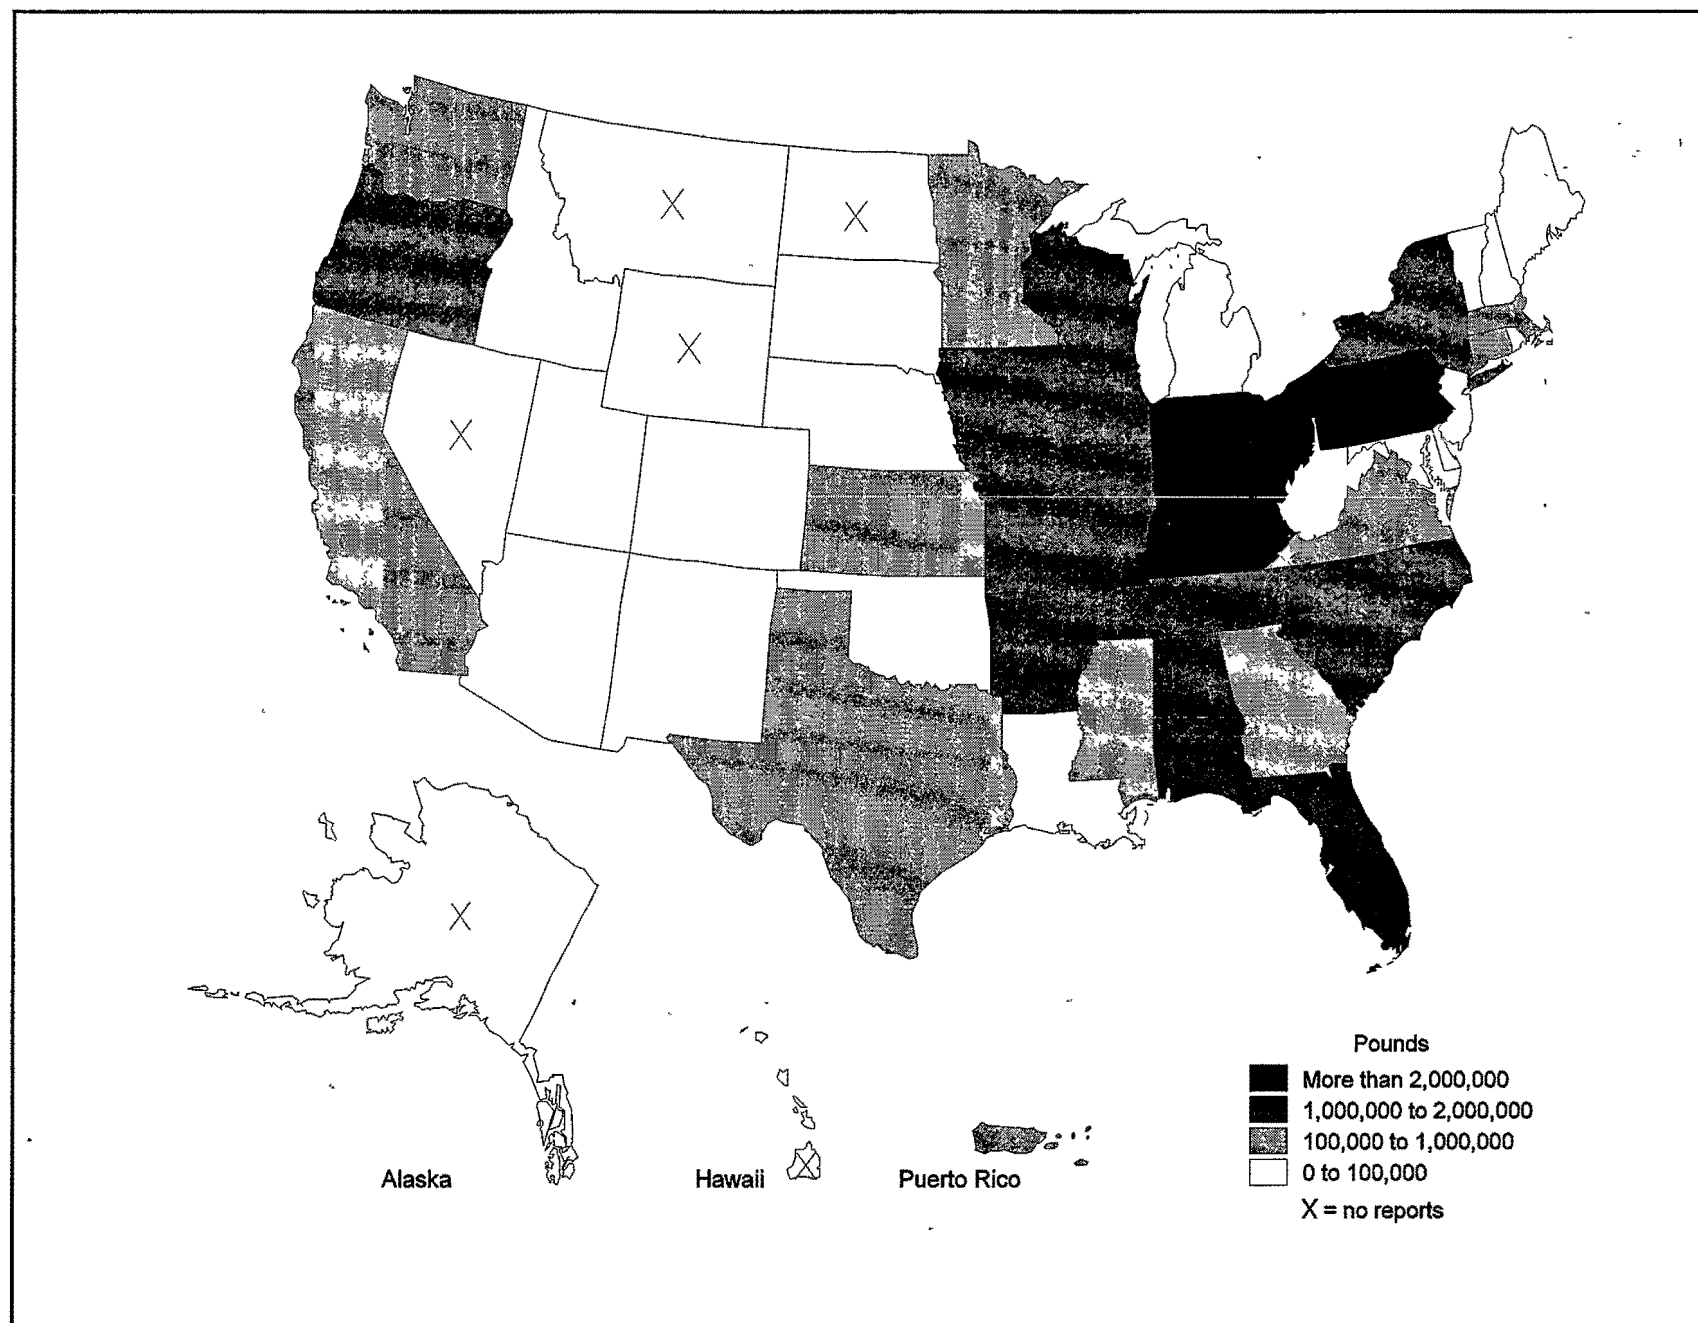 X
X
X
X
X
X
Alaska
Hawaii
Puerto Rico
Pounds
More than 2,000,000
1,000,000 to 2,000,000
100,000 to 1,000,000
0 to 100,000
X = no reports